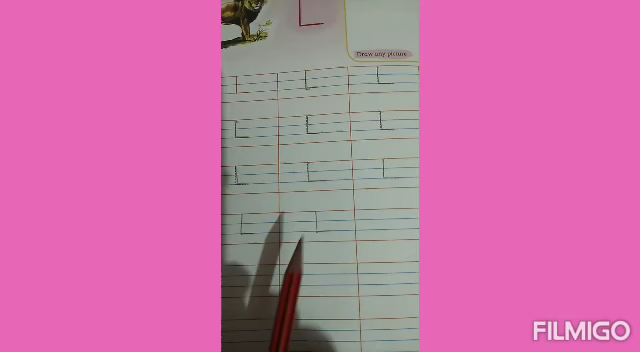 L
Draw any picture
L L L
L L L
L L L
L L
FILMIGO